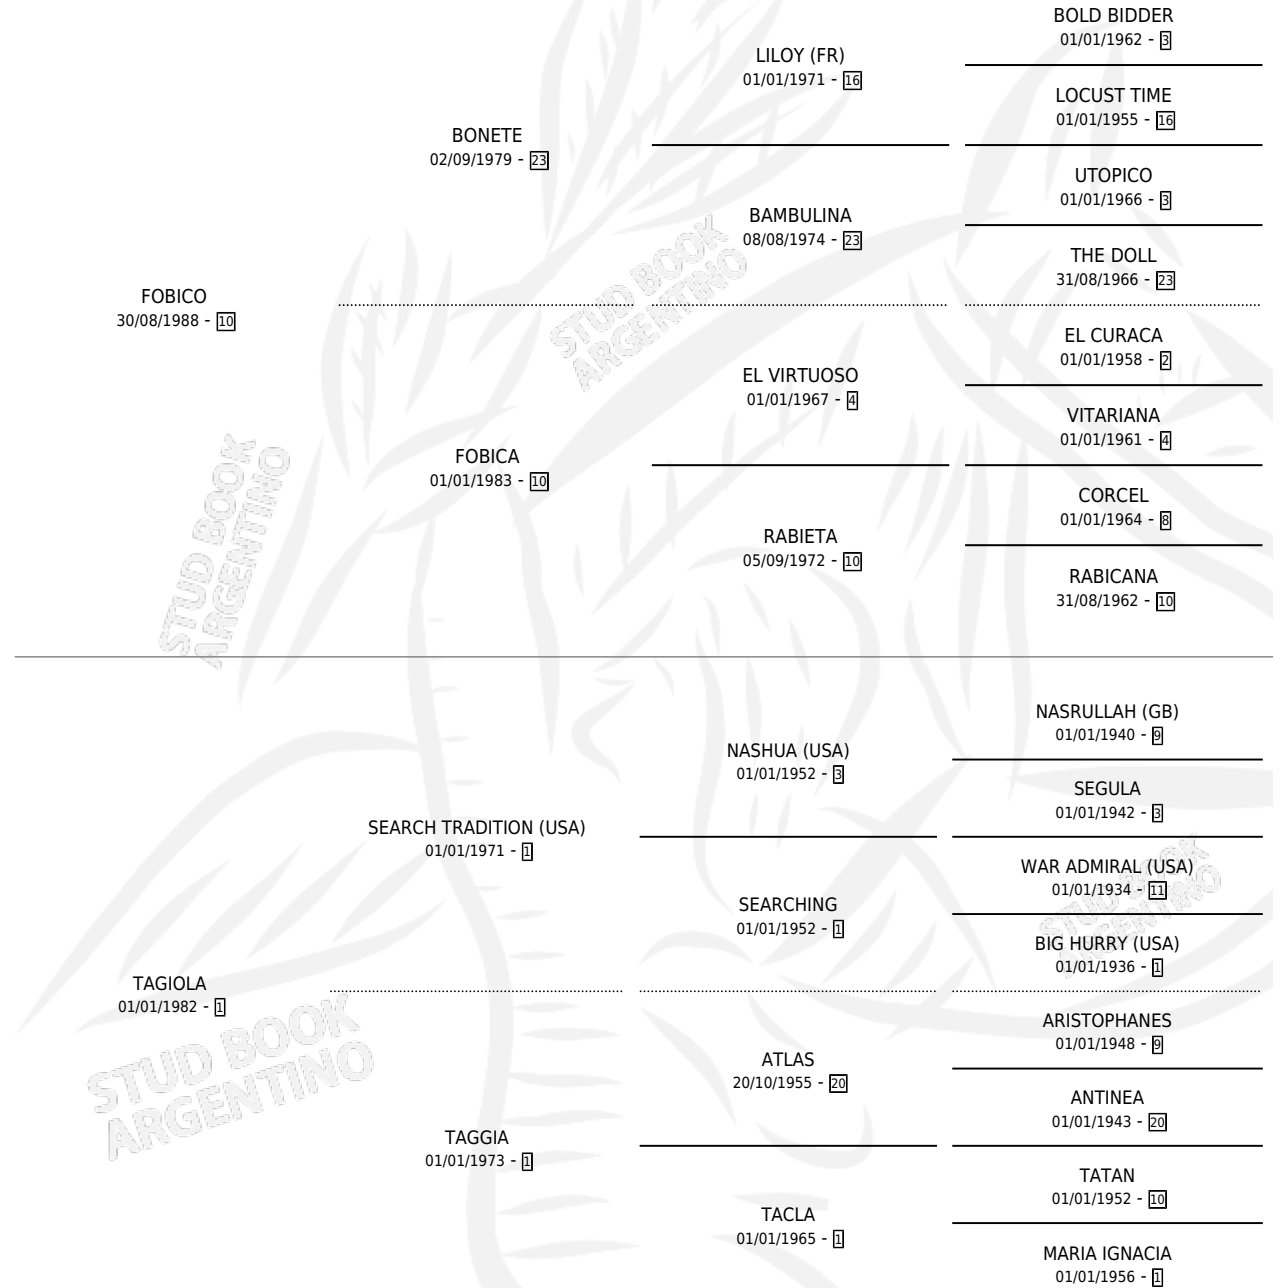 BOLD BIDDER
01/01/1962 - 3
LILOY (FR)
01/01/1971 - 16
LOCUST TIME
01/01/1955 - 16
BONETE
02/09/1979 - 23
UTOPICO
01/01/1966 - 3
BAMBULINA
08/08/1974 - 23
THE DOLL
31/08/1966 - 23
FOBICO
30/08/1988 - 10
EL CURACA
01/01/1958 - 2
EL VIRTUOSO
01/01/1967 - 4
VITARIANA
01/01/1961 - 4
FOBICA
01/01/1983 - 10
CORCEL
01/01/1964 - 8
RABIETA
05/09/1972 - 10
RABICANA
31/08/1962 - 10
NASRULLAH (GB)
01/01/1940 - 9
NASHUA (USA)
01/01/1952 - 3
SEGULA
01/01/1942 - 3
SEARCH TRADITION (USA)
01/01/1971 - 1
WAR ADMIRAL (USA)
01/01/1934 - 11
SEARCHING
01/01/1952 - 1
BIG HURRY (USA)
01/01/1936 - 1
TAGIOLA
01/01/1982 - 1
ARISTOPHANES
01/01/1948 - 9
ATLAS
20/10/1955 - 20
ANTINEA
01/01/1943 - 20
TAGGIA
01/01/1973 - 1
TATAN
01/01/1952 - 10
TACLA
01/01/1965 - 1
MARIA IGNACIA
01/01/1956 - 1
STUD BOOK
ARGENTINO
STUD BOOK
ARGENTINO
STUD BOOK
ARGENTINO
STUD BOOK
ARGENTINO